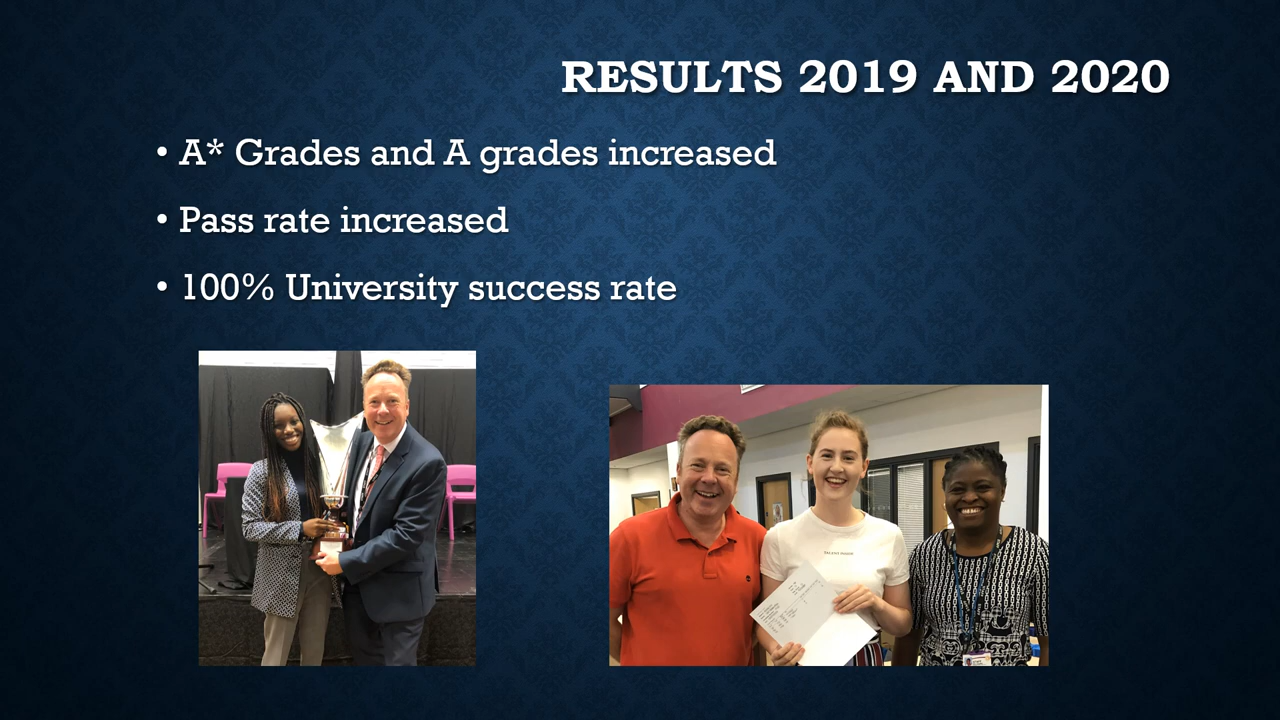 RESULTS 2019 AND 2020
• A* Grades and A grades increased
• Pass rate increased
• 100% University success rate